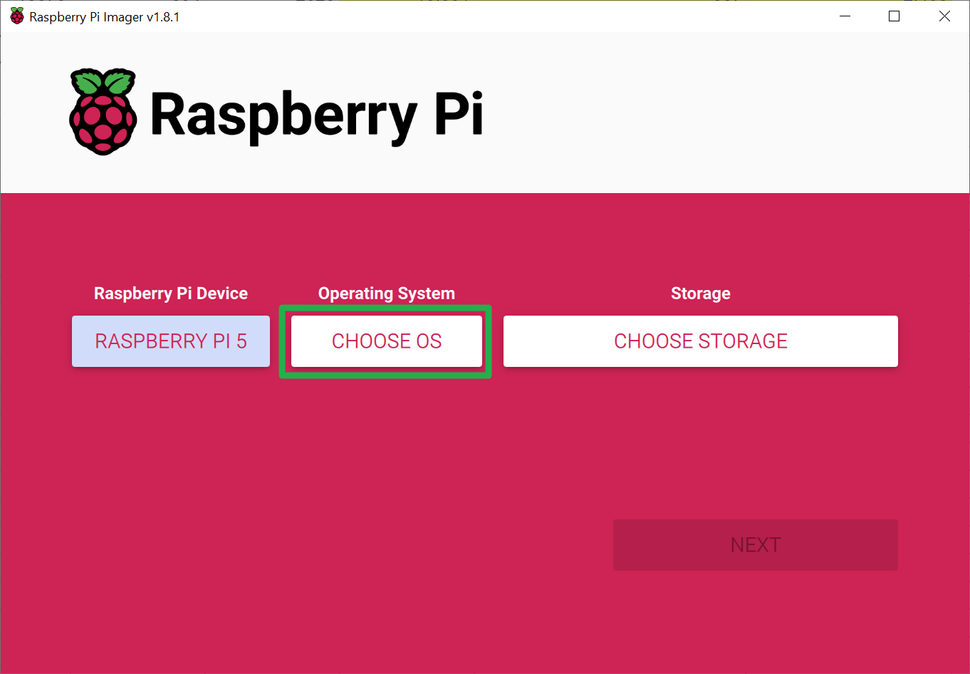 Raspberry Pi Imager v1.8.1
Raspberry Pi
Raspberry Pi Device
Operating System
Storage
RASPBERRY PI 5
CHOOSE OS
CHOOSE STORAGE
NEXT